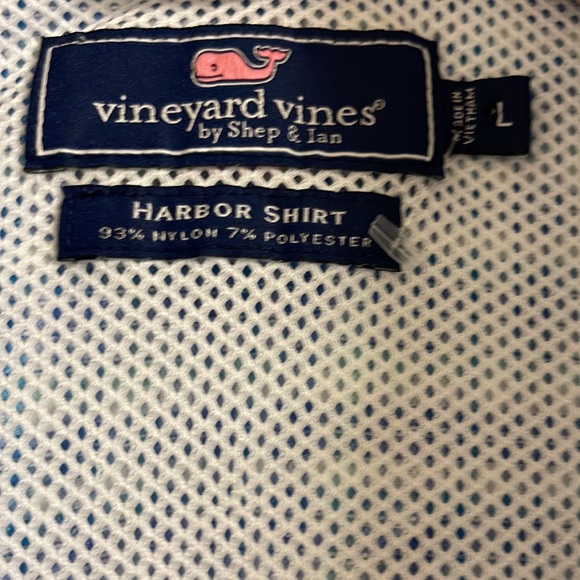 vineyard vines®
by Shep & Ian
L
MADE IN
VIETNAM
HARBOR SHIRT
93% NYLON 7% POLYESTER